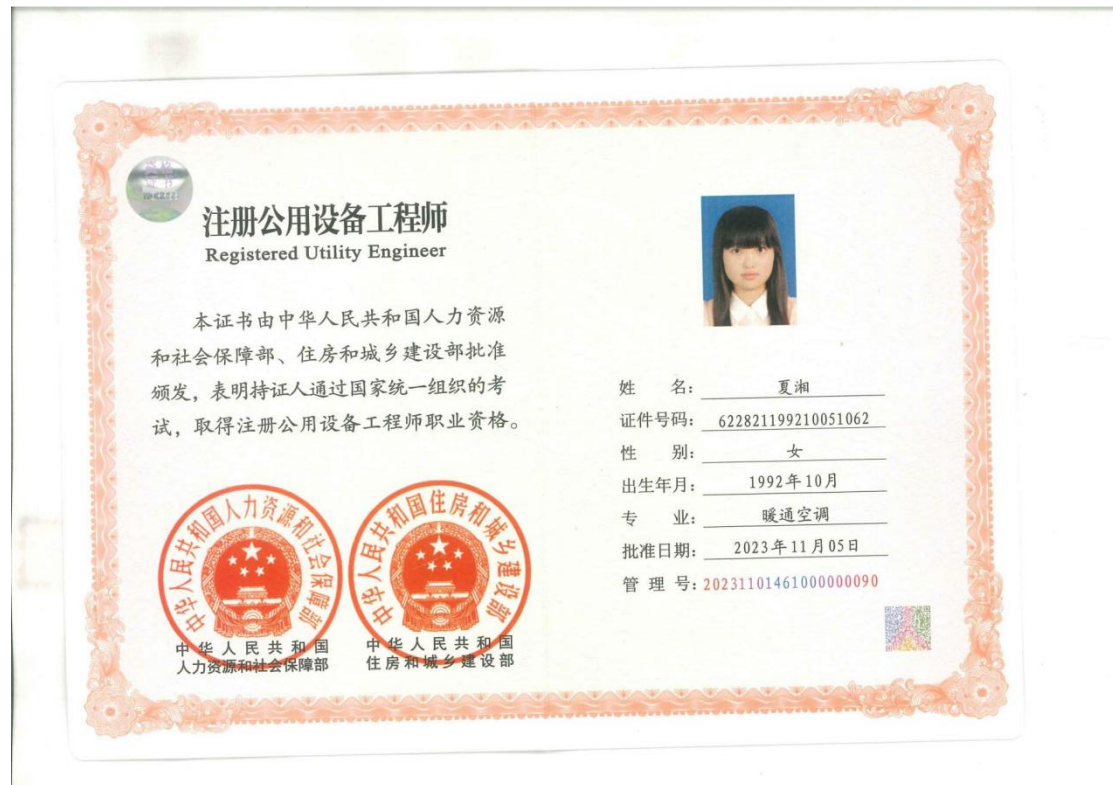 注册公用设备工程师
Registered Utility Engineer
本证书由中华人民共和国人力资源
和社会保障部、住房和城乡建设部批准
颁发，表明持证人通过国家统一组织的考
试，取得注册公用设备工程师职业资格。
中华人民共和国人力资源和社会保障部
中华人民共和国
人力资源和社会保障部
中华人民共和国住房和城乡建设部
中华人民共和国
住房和城乡建设部
姓 名: 夏湘
证件号码: 622821199210051062
性 别: 女
出生年月: 1992年10月
专 业: 暖通空调
批准日期: 2023年11月05日
管 理 号: 20231101461000000090